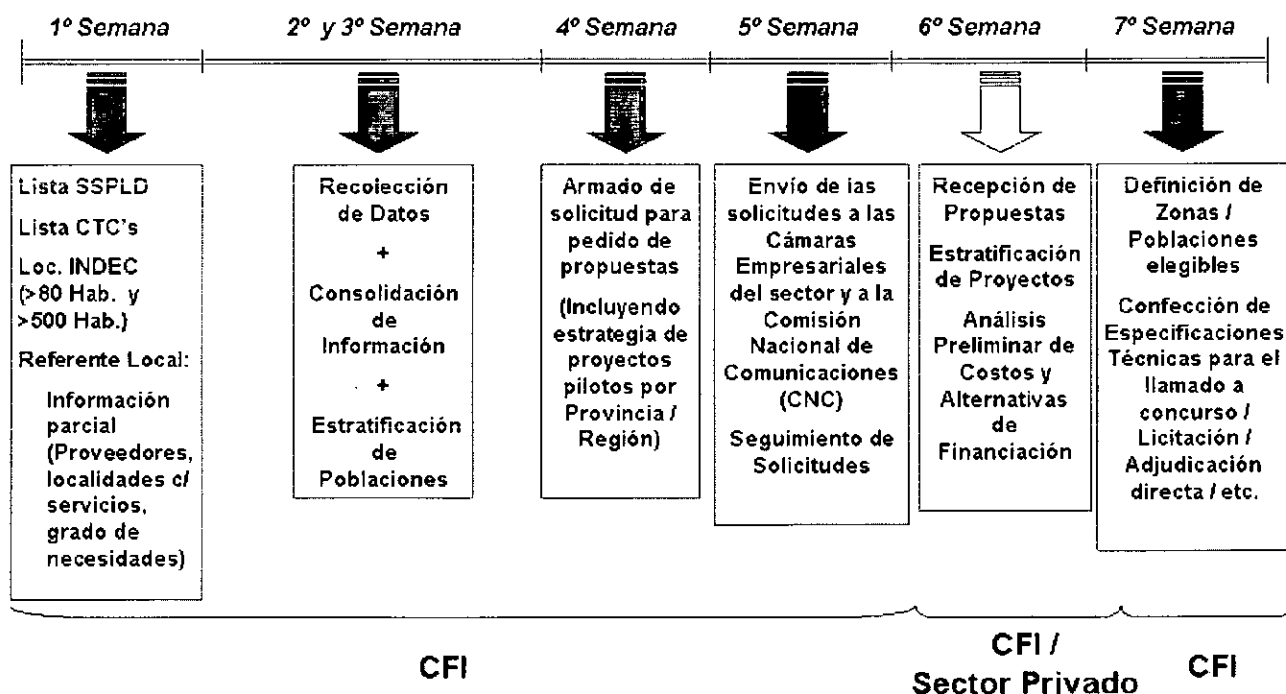 1º Semana
2º y 3º Semana
4º Semana
5º Semana
6º Semana
7º Semana
Lista SSPLD
Lista CTC's
Loc. INDEC
(>80 Hab. y
>500 Hab.)
Referente Local:
Información
parcial
(Proveedores,
localidades c/
servicios,
grado de
necesidades)
Recolección
de Datos
+
Consolidación
de
Información
+
Estratificación
de
Poblaciones
Armado de
solicitud para
pedido de
propuestas
(Incluyendo
estrategia de
proyectos
pilotos por
Provincia /
Región)
Envío de las
solicitudes a las
Cámaras
Empresariales
del sector y a la
Comisión
Nacional de
Comunicaciones
(CNC)
Seguimiento de
Solicitudes
Recepción de
Propuestas
Estratificación
de Proyectos
Análisis
Preliminar de
Costos y
Alternativas
de
Financiación
Definición de
Zonas /
Poblaciones
elegibles
Confección de
Especificaciones
Técnicas para el
llamado a
concurso /
Licitación /
Adjudicación
directa / etc.
CFI
CFI /
Sector Privado
CFI